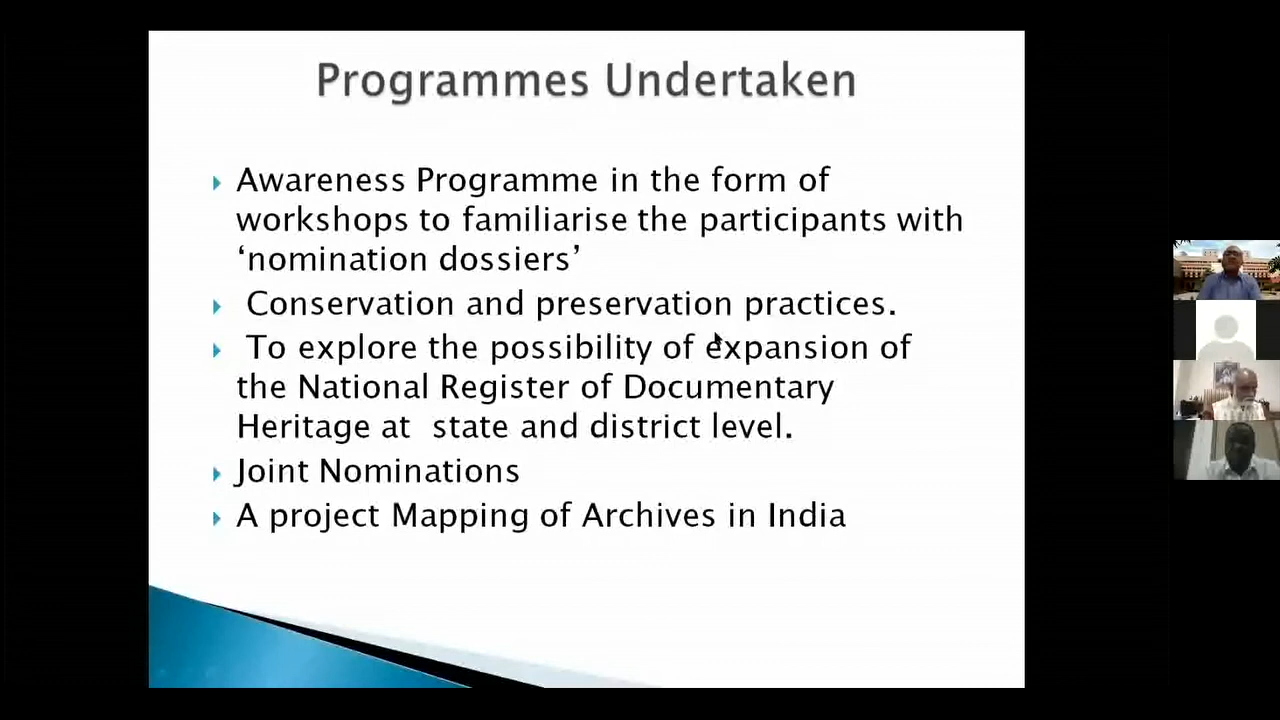 Programmes Undertaken
Awareness Programme in the form of
workshops to familiarise the participants with
‘nomination dossiers’
Conservation and preservation practices.
To explore the possibility of expansion of
the National Register of Documentary
Heritage at  state and district level.
Joint Nominations
A project Mapping of Archives in India